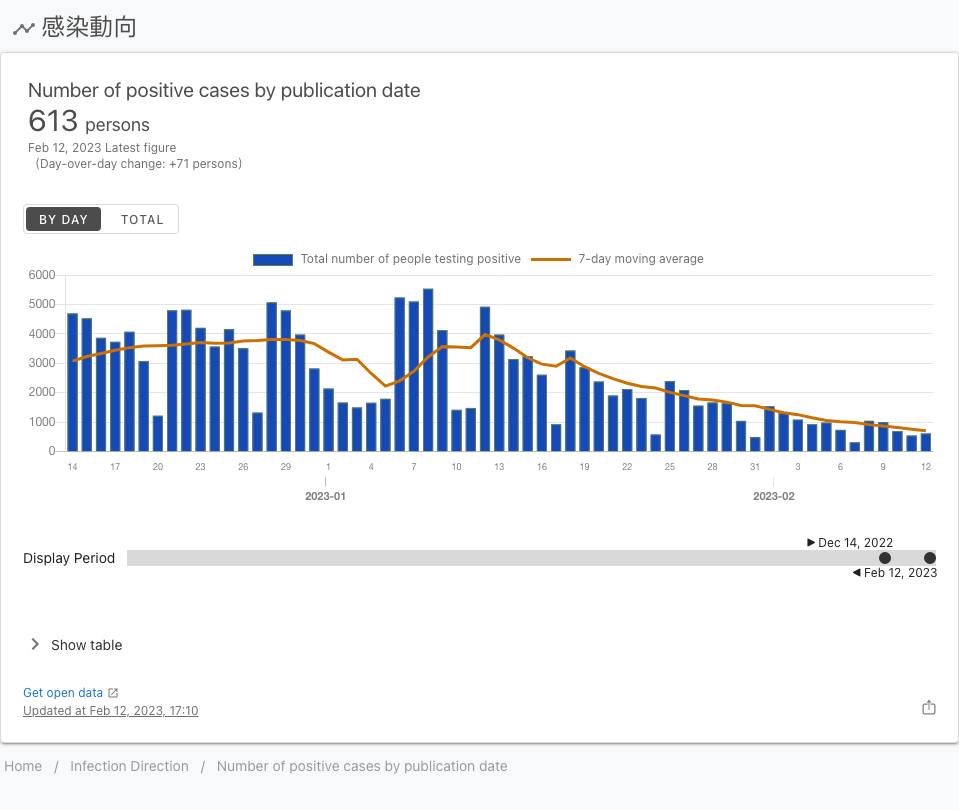 感染動向
Number of positive cases by publication date
613 persons
Feb 12, 2023 Latest figure
(Day-over-day change: +71 persons)
BY DAY TOTAL
Total number of people testing positive 7-day moving average
6000
5000
4000
3000
2000
1000
0
14 17 20 23 26 29 1 4 7 10 13 16 19 22 25 28 31 3 6 9 12
2023-01 2023-02
Dec 14, 2022
Display Period
Feb 12, 2023
Show table
Get open data
Updated at Feb 12, 2023, 17:10
Home / Infection Direction / Number of positive cases by publication date